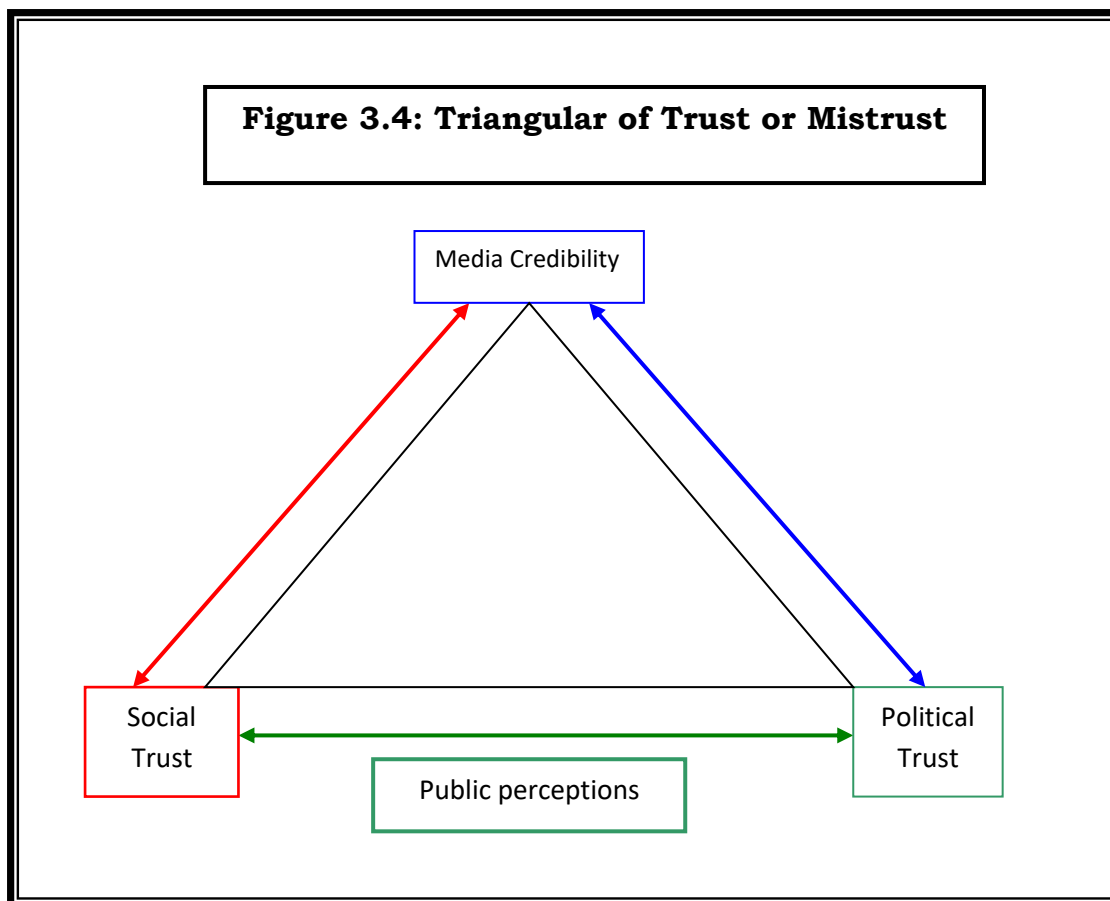 Figure 3.4: Triangular of Trust or Mistrust
Media Credibility
Social
Trust
Political
Trust
Public perceptions